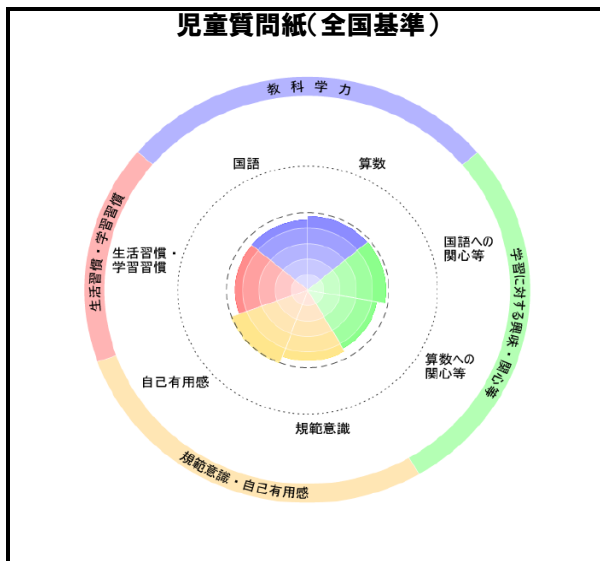 児童質問紙(全国基準)
教科学力
国語
算数
生活習慣・学習習慣
生活習慣・
学習習慣
国語への
関心等
学習に対する興味・関心等
自己有用感
算数への
関心等
規範意識
規範意識・自己有用感